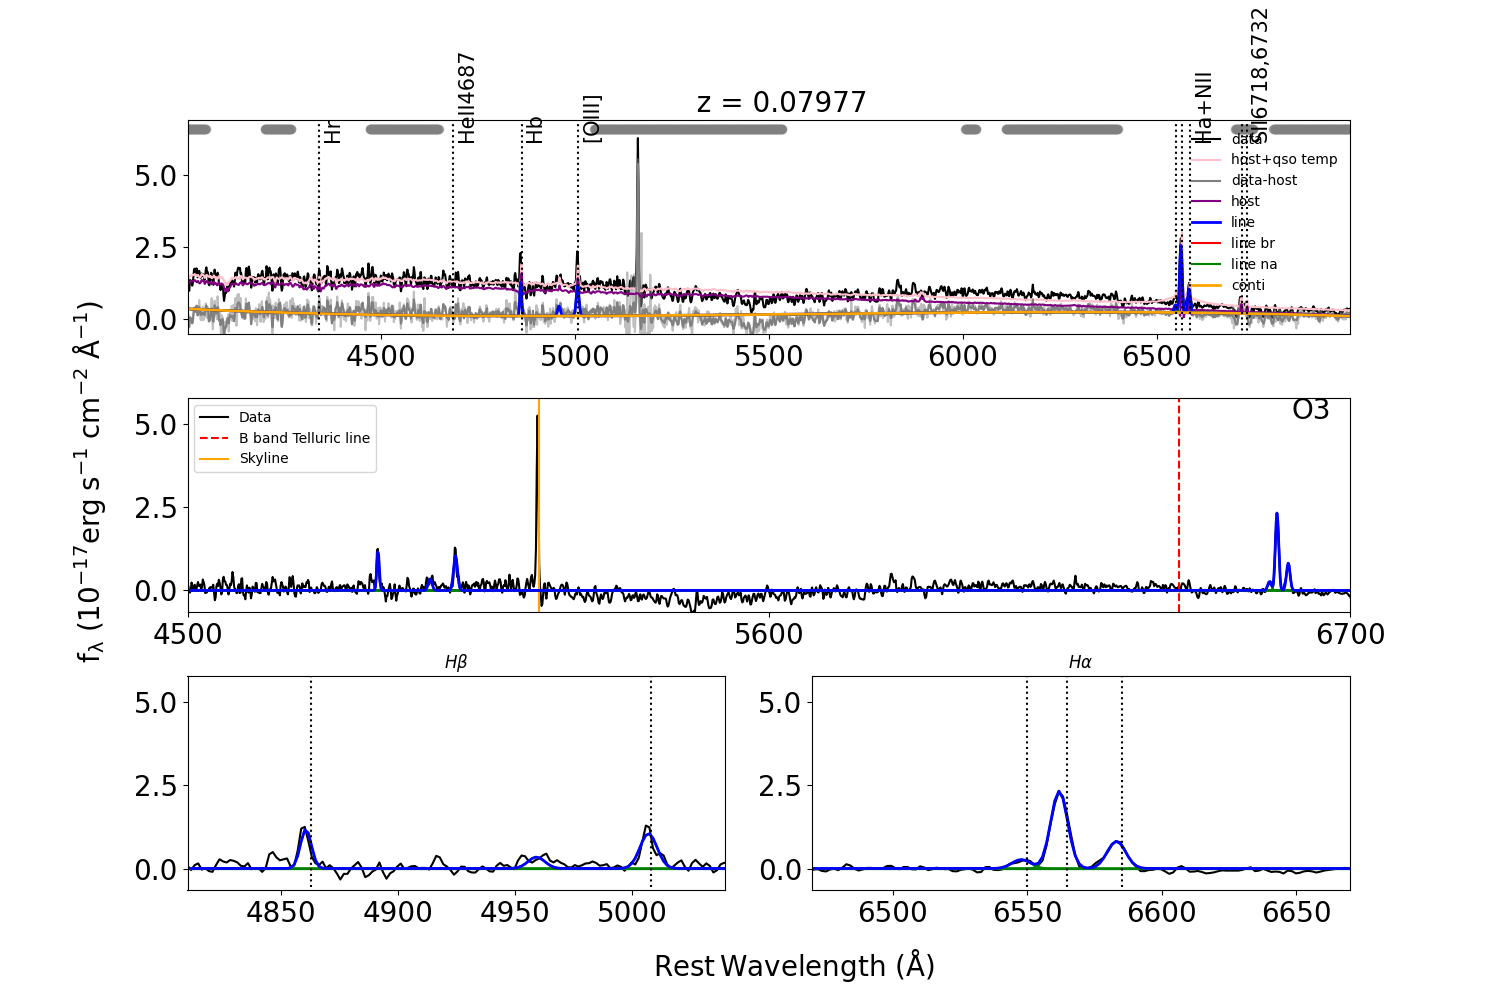 z = 0.07977
Hr
HeII4687
Hb
[OIII]
Ha+NII
SII6718,6732
data
host+qso temp
data-host
host
line
line br
line na
conti
5.0
2.5
0.0
4500
5000
5500
6000
6500
Data
B band Telluric line
Skyline
O3
5.0
2.5
0.0
4500
5600
6700
fλ (10⁻¹⁷erg s⁻¹ cm⁻² Å⁻¹)
Hβ
5.0
2.5
0.0
4850
4900
4950
5000
Hα
5.0
2.5
0.0
6500
6550
6600
6650
Rest Wavelength (Å)